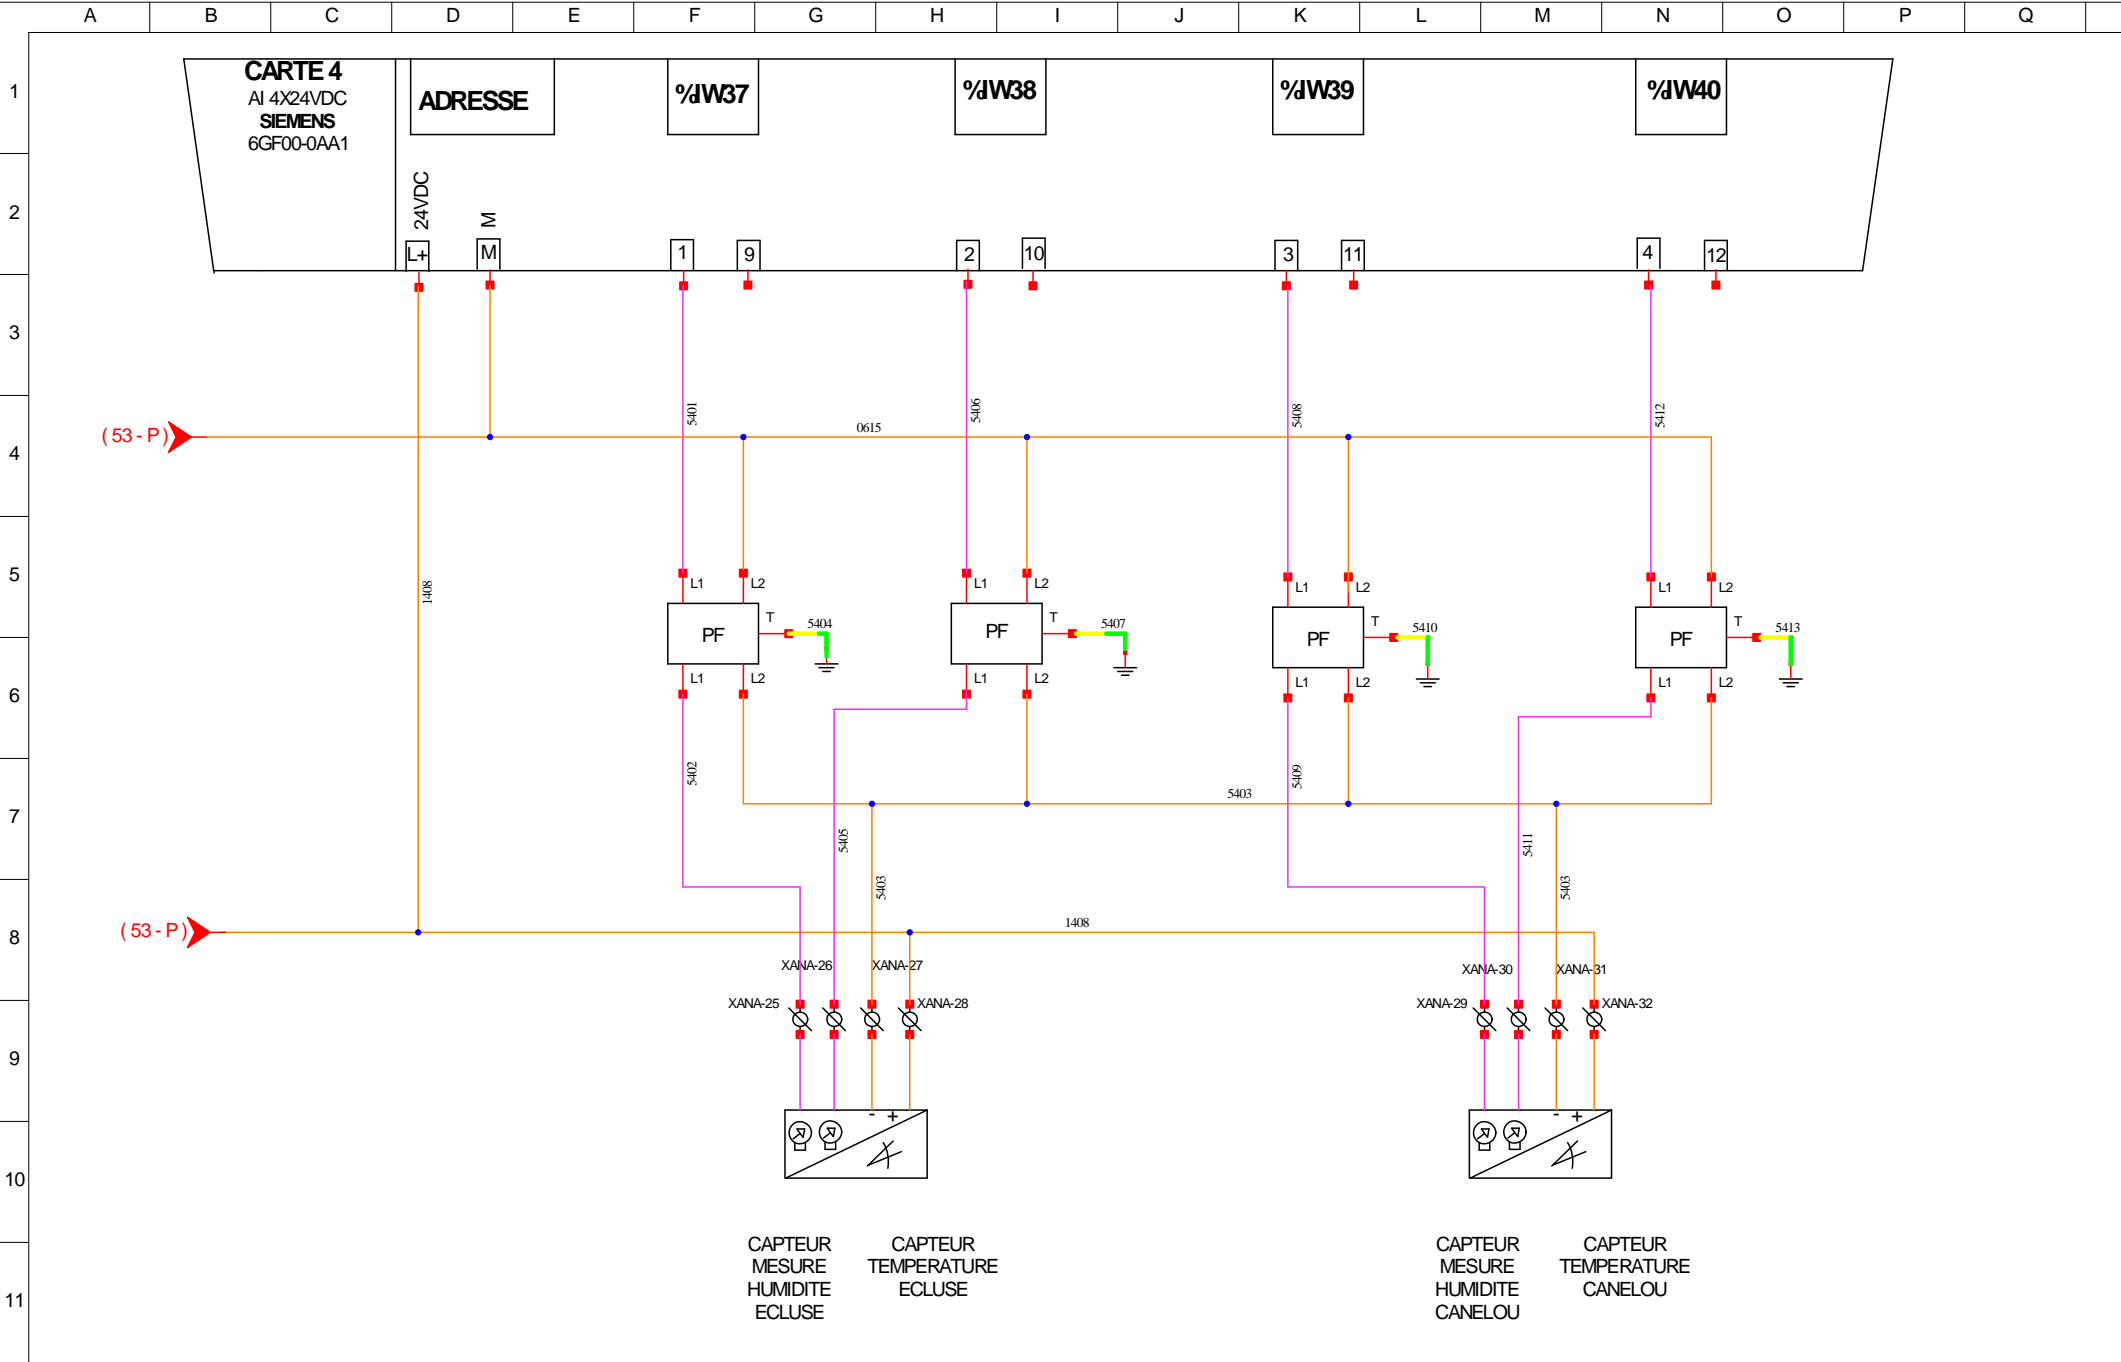 A B C D E F G H I J K L M N O P Q
1
CARTE 4
AI 4X24VDC
SIEMENS
6GF00-0AA1
ADRESSE
%IW37
%IW38
%IW39
%IW40
2
24VDC
M
L+
M
1
9
2
10
3
11
4
12
3
4
(53-P)
5401
0615
5406
5408
5412
5
1408
L1 L2
L1 L2
L1 L2
L1 L2
PF
T
5404
PF
T
5407
PF
T
5410
PF
T
5413
6
L1 L2
L1 L2
L1 L2
L1 L2
7
5402
5405
5403
5403
5409
5411
5403
8
(53-P)
1408
XANA-26
XANA-27
XANA-30
XANA-31
XANA-25
XANA-28
XANA-29
XANA-32
9
- +
- +
10
CAPTEUR
MESURE
HUMIDITE
ECLUSE
CAPTEUR
TEMPERATURE
ECLUSE
CAPTEUR
MESURE
HUMIDITE
CANELOU
CAPTEUR
TEMPERATURE
CANELOU
11